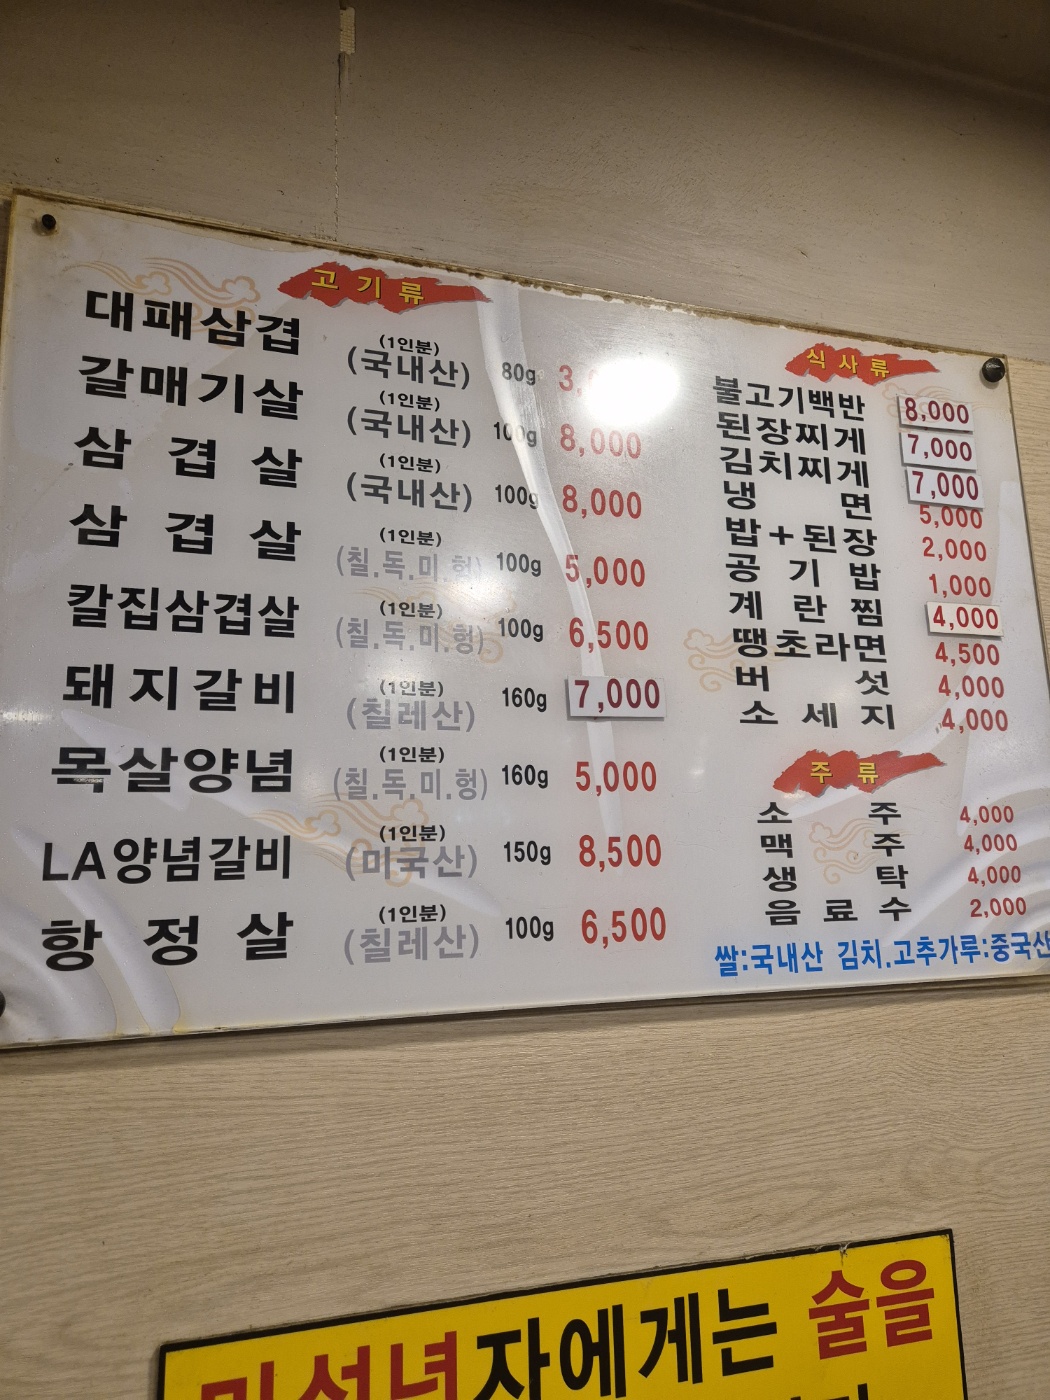 고기류
대패삼겹 (1인분) (국내산) 80g 3,
갈매기살 (1인분) (국내산) 100g 8,000
삼겹살 (1인분) (국내산) 100g 8,000
삼겹살 (1인분) (칠.독.미.헝) 100g 5,000
칼집삼겹살 (1인분) (칠.독.미.헝) 100g 6,500
돼지갈비 (1인분) (칠레산) 160g 7,000
목살양념 (1인분) (칠.독.미.헝) 160g 5,000
LA양념갈비 (1인분) (미국산) 150g 8,500
항정살 (1인분) (칠레산) 100g 6,500
식사류
불고기백반 8,000
된장찌게 7,000
김치찌게 7,000
냉면 5,000
밥+된장 2,000
공기밥 1,000
계란찜 4,000
땡초라면 4,500
버섯 4,000
소세지 4,000
주류
소주 4,000
맥주 4,000
생탁 4,000
음료수 2,000
쌀:국내산 김치.고추가루:중국산
미성년자에게는 술을